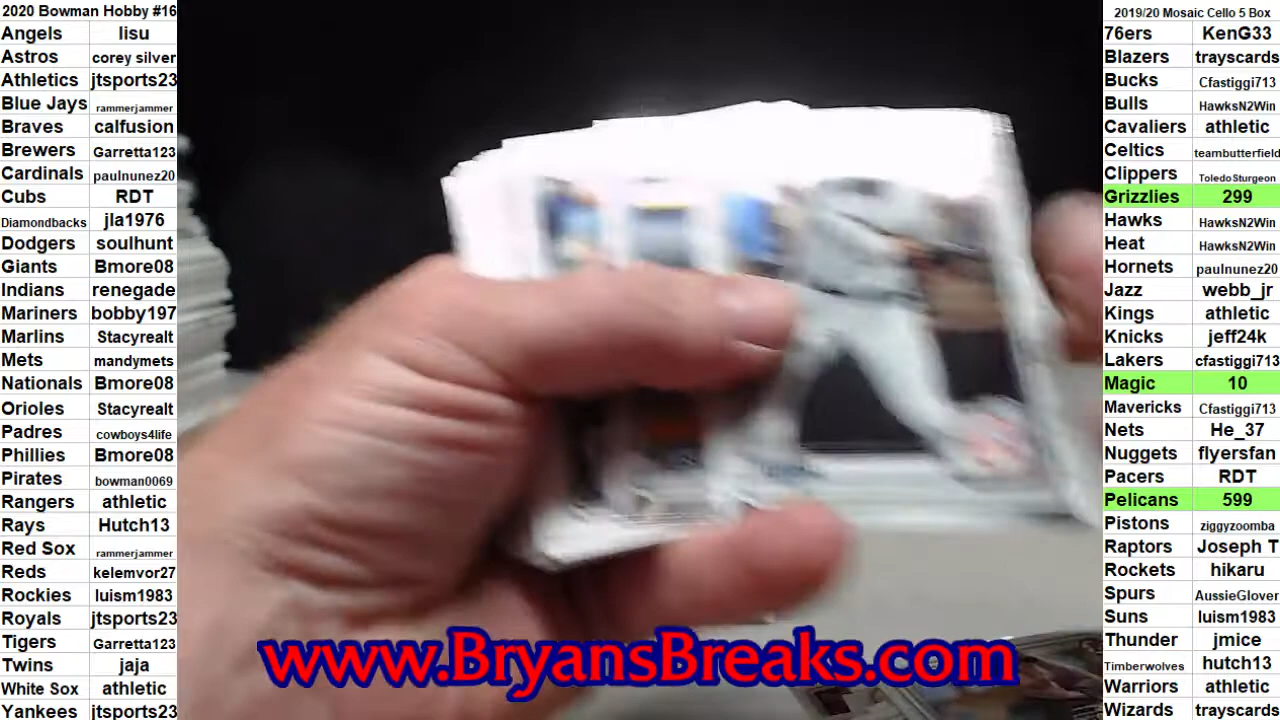 2020 Bowman Hobby #16
Angels lisu
Astros corey silver
Athletics jtsports23
Blue Jays rammerjammer
Braves calfusion
Brewers Garretta123
Cardinals paulnunez20
Cubs RDT
Diamondbacks jla1976
Dodgers soulhunt
Giants Bmore08
Indians renegade
Mariners bobby197
Marlins Stacyrealt
Mets mandymets
Nationals Bmore08
Orioles Stacyrealt
Padres cowboys4life
Phillies Bmore08
Pirates bowman0069
Rangers athletic
Rays Hutch13
Red Sox rammerjammer
Reds kelemvor27
Rockies luism1983
Royals jtsports23
Tigers Garretta123
Twins jaja
White Sox athletic
Yankees jtsports23
www.BryansBreaks.com
2019/20 Mosaic Cello 5 Box
76ers KenG33
Blazers trayscards
Bucks Cfastiggi713
Bulls HawksN2Win
Cavaliers athletic
Celtics teambutterfield
Clippers ToledoSturgeon
Grizzlies 299
Hawks HawksN2Win
Heat HawksN2Win
Hornets paulnunez20
Jazz webb_jr
Kings athletic
Knicks jeff24k
Lakers cfastiggi713
Magic 10
Mavericks Cfastiggi713
Nets He_37
Nuggets flyersfan
Pacers RDT
Pelicans 599
Pistons ziggyzoomba
Raptors Joseph T
Rockets hikaru
Spurs AussieGlover
Suns luism1983
Thunder jmice
Timberwolves hutch13
Warriors athletic
Wizards trayscards